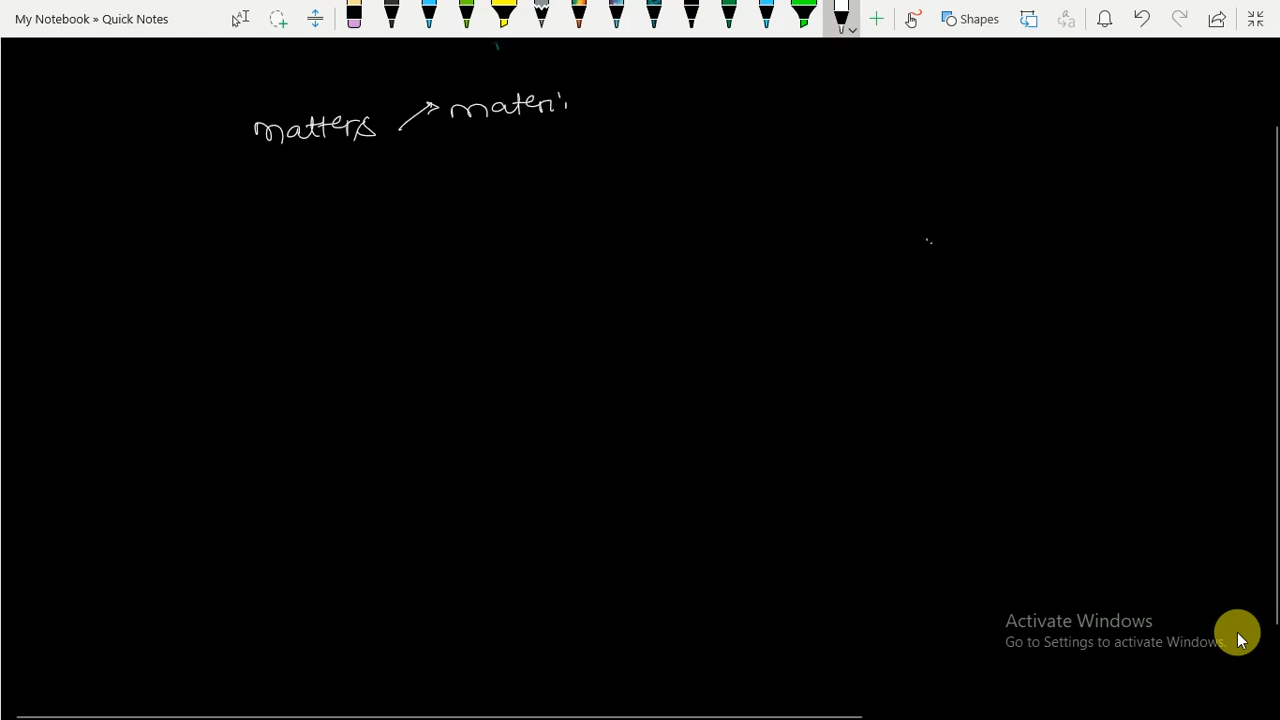 My Notebook » Quick Notes
Shapes
matters → materi
Activate Windows
Go to Settings to activate Windows.